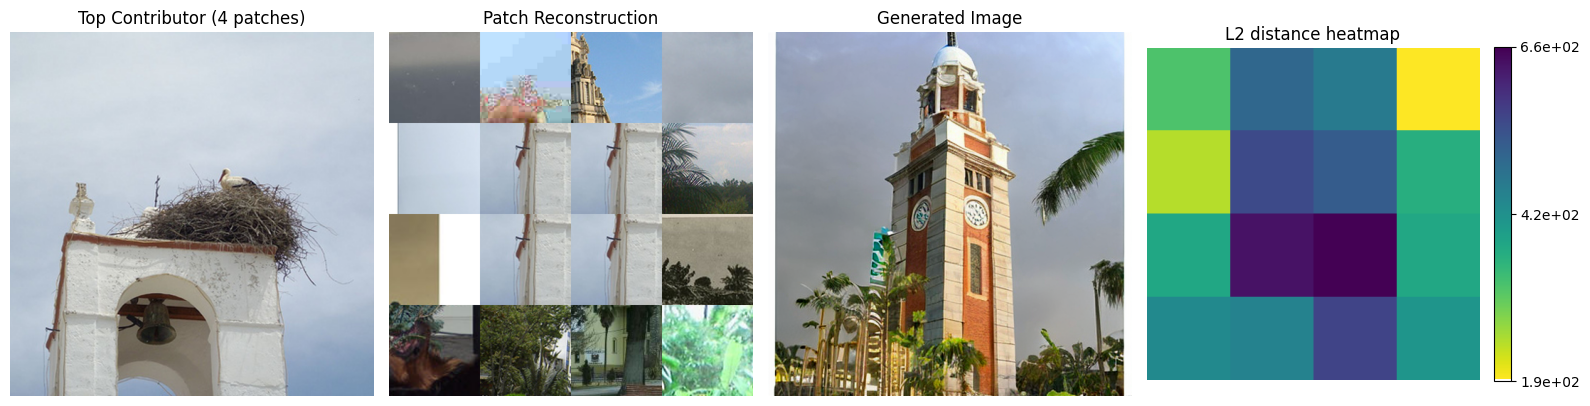 Top Contributor (4 patches)
Patch Reconstruction
Generated Image
L2 distance heatmap
6.6e+02
4.2e+02
1.9e+02